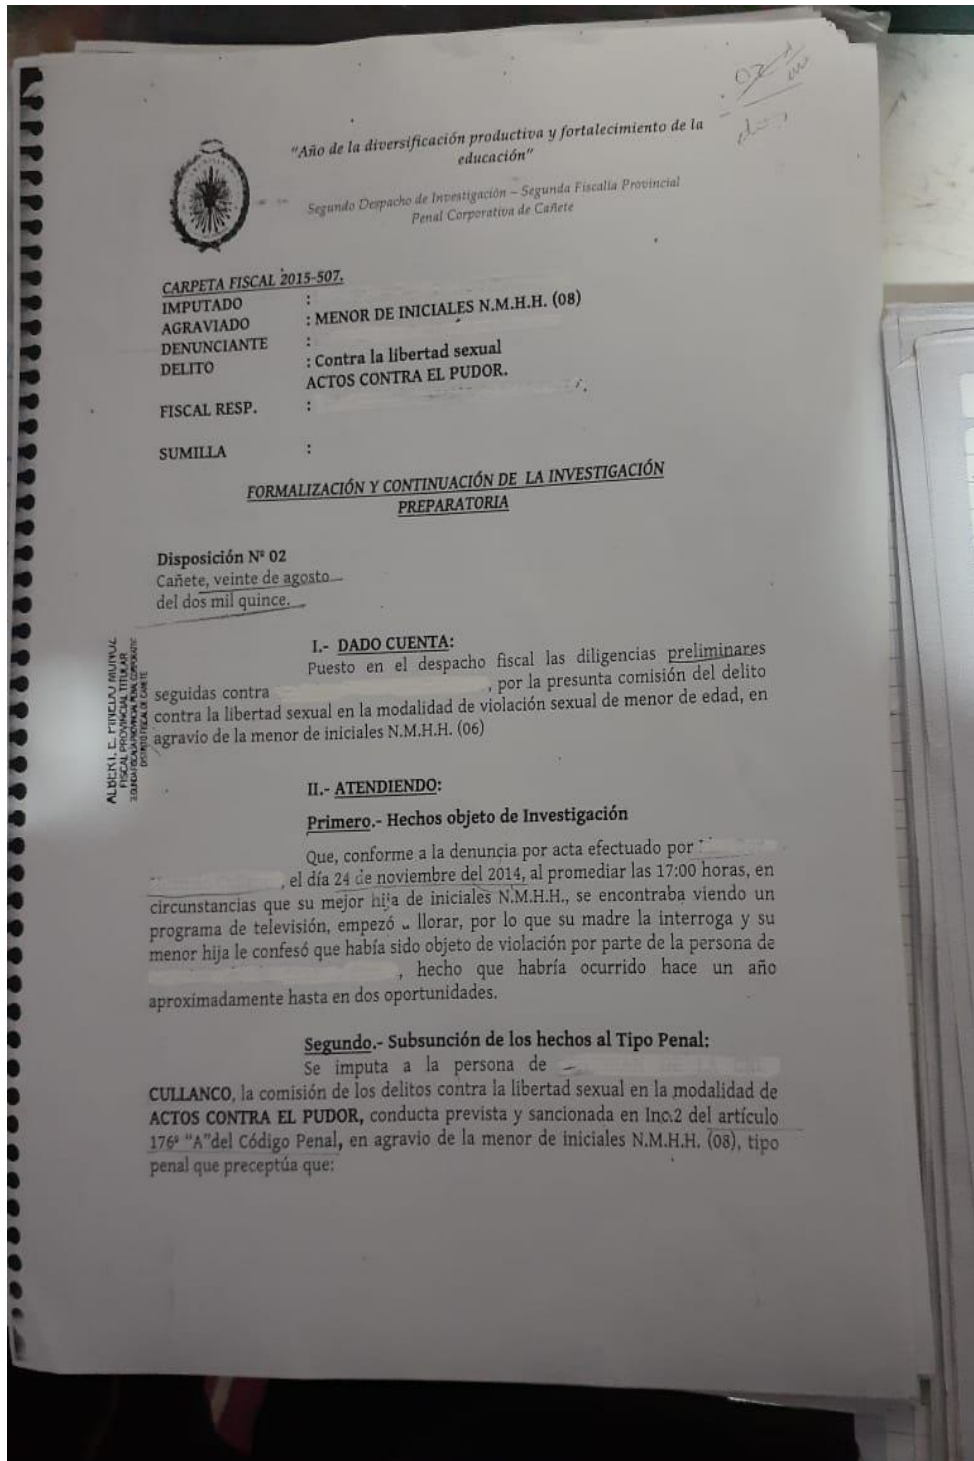 "Año de la diversificación productiva y fortalecimiento de la
educación"
Segundo Despacho de Investigación – Segunda Fiscalía Provincial
Penal Corporativa de Cañete
CARPETA FISCAL 2015-507.
IMPUTADO :
AGRAVIADO : MENOR DE INICIALES N.M.H.H. (08)
DENUNCIANTE :
DELITO : Contra la libertad sexual
ACTOS CONTRA EL PUDOR.
FISCAL RESP. :
SUMILLA :
FORMALIZACIÓN Y CONTINUACIÓN DE LA INVESTIGACIÓN
PREPARATORIA
Disposición Nº 02
Cañete, veinte de agosto
del dos mil quince.
I.- DADO CUENTA:
Puesto en el despacho fiscal las diligencias preliminares
seguidas contra , por la presunta comisión del delito
contra la libertad sexual en la modalidad de violación sexual de menor de edad, en
agravio de la menor de iniciales N.M.H.H. (06)
FISCAL PROVINCIAL TITULAR
DISTRITO FISCAL DE CAÑETE
II.- ATENDIENDO:
Primero.- Hechos objeto de Investigación
Que, conforme a la denuncia por acta efectuado por
, el día 24 de noviembre del 2014, al promediar las 17:00 horas, en
circunstancias que su mejor hija de iniciales N.M.H.H., se encontraba viendo un
programa de televisión, empezó llorar, por lo que su madre la interroga y su
menor hija le confesó que había sido objeto de violación por parte de la persona de
, hecho que habría ocurrido hace un año
aproximadamente hasta en dos oportunidades.
Segundo.- Subsunción de los hechos al Tipo Penal:
Se imputa a la persona de
CULLANCO, la comisión de los delitos contra la libertad sexual en la modalidad de
ACTOS CONTRA EL PUDOR, conducta prevista y sancionada en Inc.2 del artículo
176º "A"del Código Penal, en agravio de la menor de iniciales N.M.H.H. (08), tipo
penal que preceptúa que: